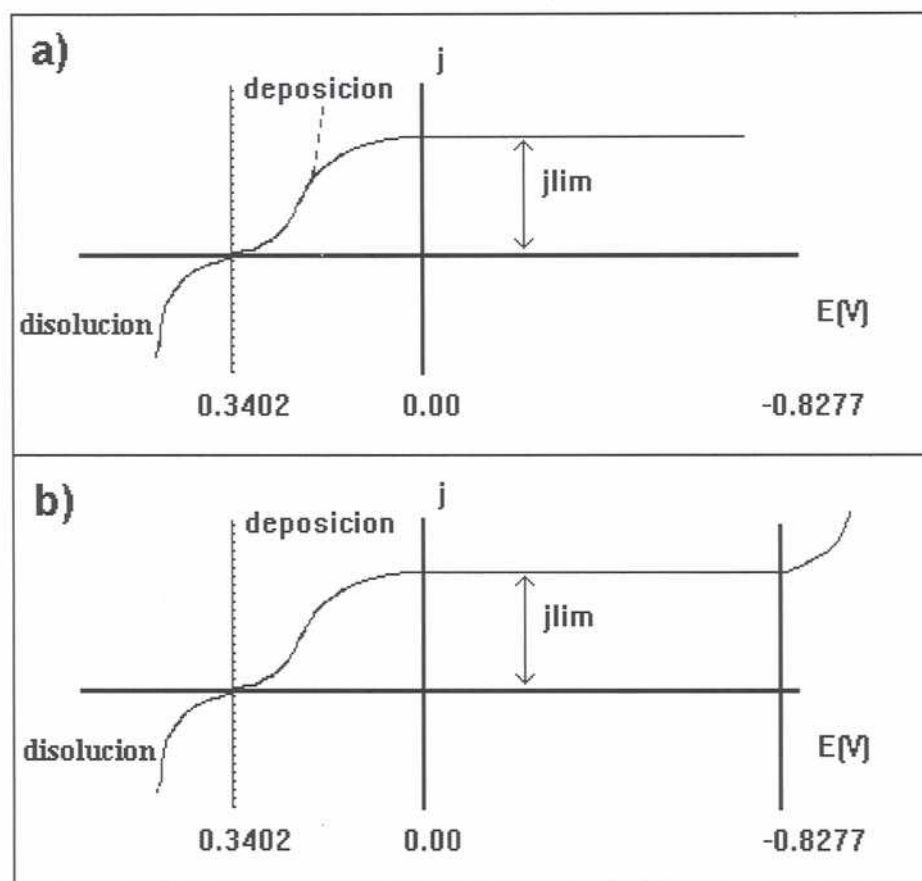 a)
j
deposicion
jlim
disolucion
E(V)
0.3402 0.00 -0.8277
b)
j
deposicion
jlim
disolucion
E(V)
0.3402 0.00 -0.8277